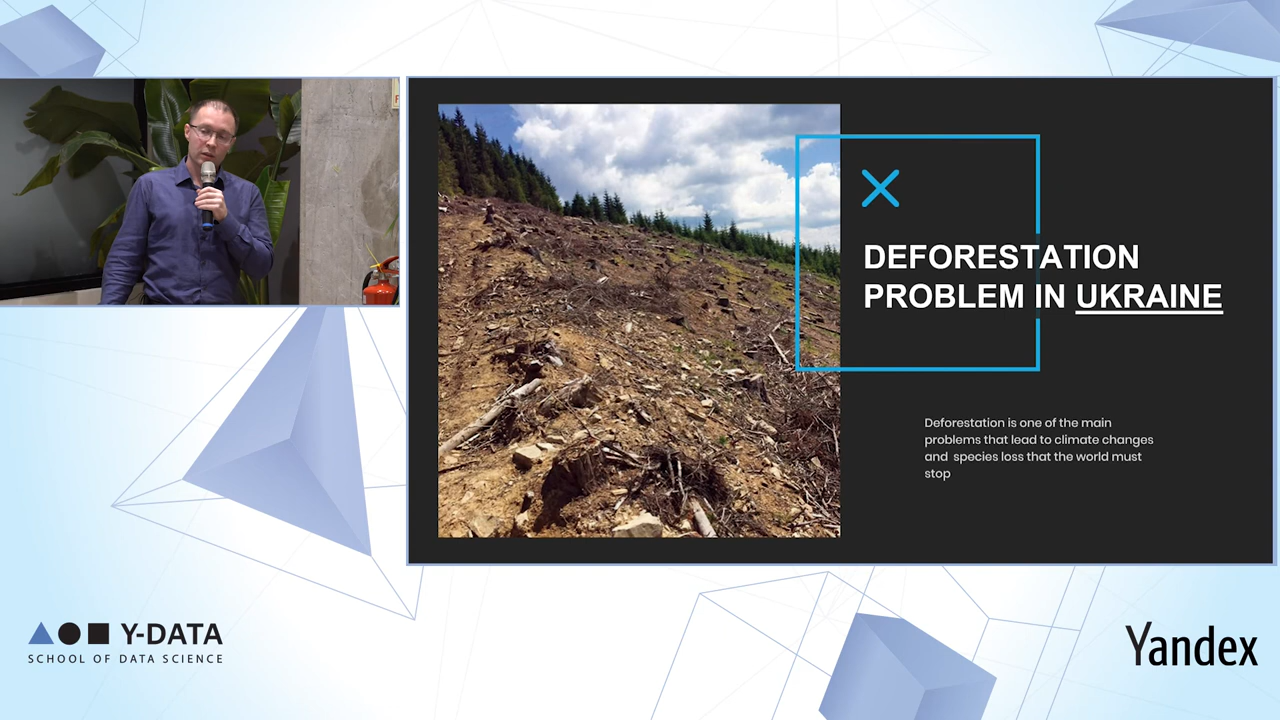 DEFORESTATION
PROBLEM IN UKRAINE
Deforestation is one of the main
problems that lead to climate changes
and species loss that the world must
stop
Y-DATA
SCHOOL OF DATA SCIENCE
Yandex